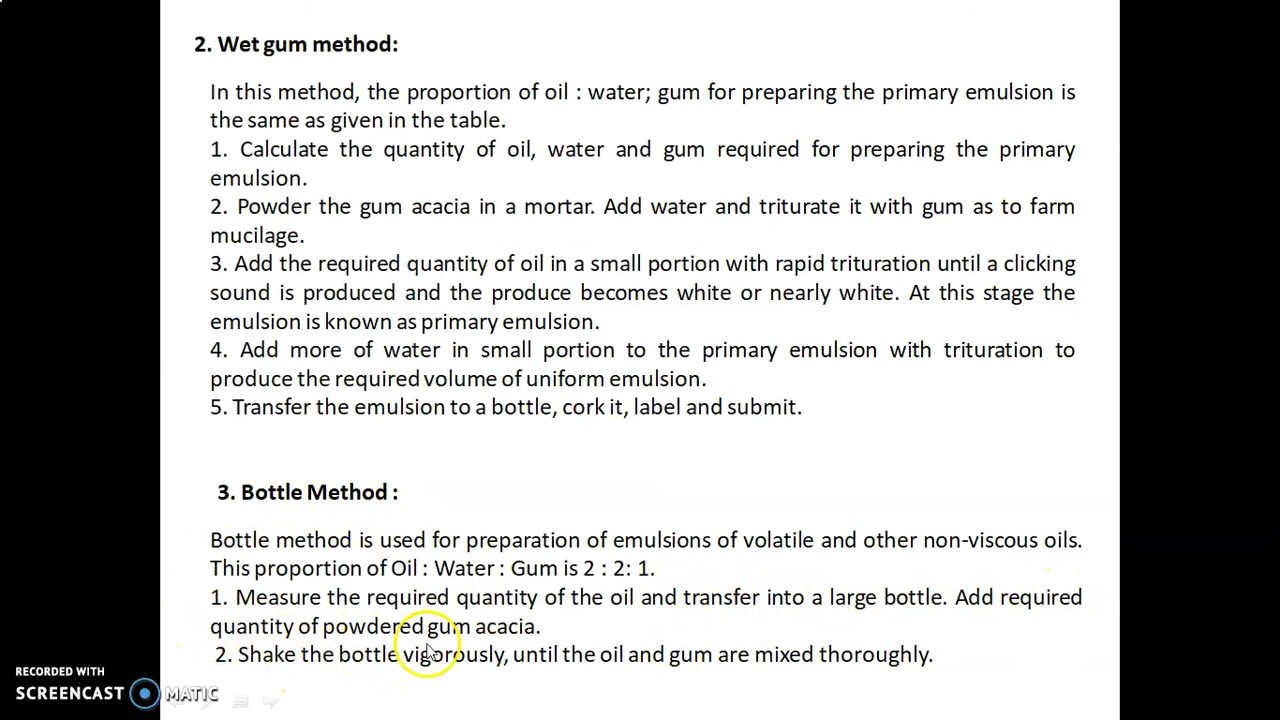 2. Wet gum method:
In this method, the proportion of oil : water; gum for preparing the primary emulsion is
the same as given in the table.
1. Calculate the quantity of oil, water and gum required for preparing the primary
emulsion.
2. Powder the gum acacia in a mortar. Add water and triturate it with gum as to farm
mucilage.
3. Add the required quantity of oil in a small portion with rapid trituration until a clicking
sound is produced and the produce becomes white or nearly white. At this stage the
emulsion is known as primary emulsion.
4. Add more of water in small portion to the primary emulsion with trituration to
produce the required volume of uniform emulsion.
5. Transfer the emulsion to a bottle, cork it, label and submit.
3. Bottle Method :
Bottle method is used for preparation of emulsions of volatile and other non-viscous oils.
This proportion of Oil : Water : Gum is 2 : 2: 1.
1. Measure the required quantity of the oil and transfer into a large bottle. Add required
quantity of powdered gum acacia.
2. Shake the bottle vigorously, until the oil and gum are mixed thoroughly.
RECORDED WITH
SCREENCAST MATIC